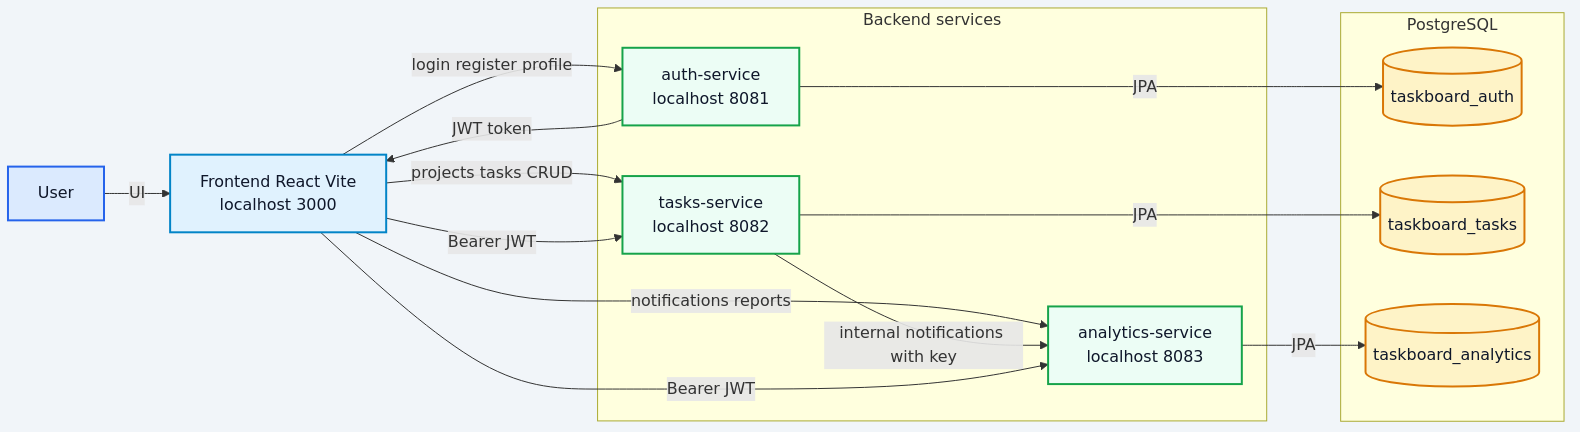 Backend services
PostgreSQL
login register profile
auth-service
localhost 8081
JPA
taskboard_auth
JWT token
User
UI
Frontend React Vite
localhost 3000
projects tasks CRUD
tasks-service
localhost 8082
JPA
taskboard_tasks
Bearer JWT
notifications reports
internal notifications
with key
analytics-service
localhost 8083
JPA
taskboard_analytics
Bearer JWT